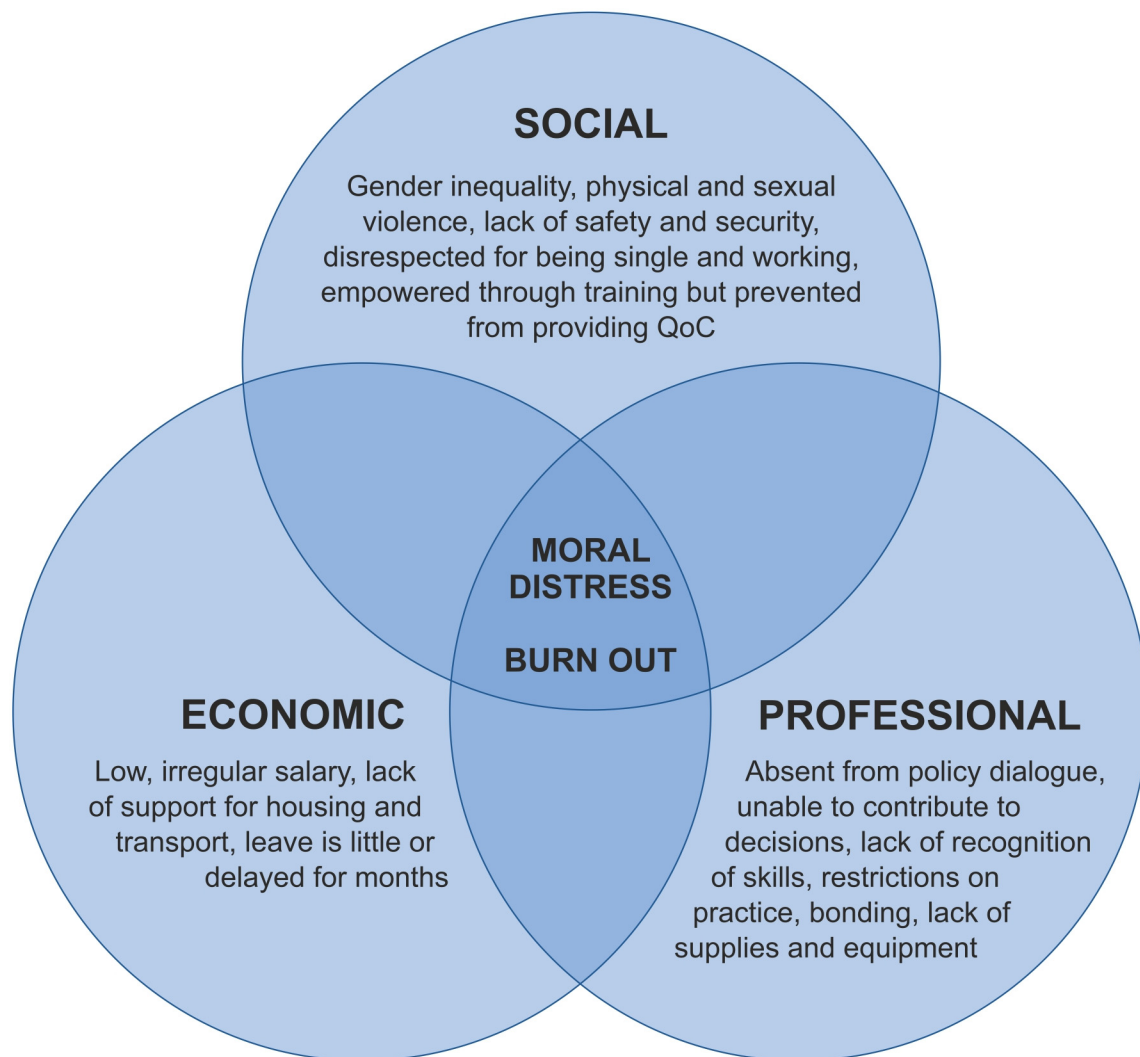 SOCIAL
Gender inequality, physical and sexual
violence, lack of safety and security,
disrespected for being single and working,
empowered through training but prevented
from providing QoC
MORAL
DISTRESS
BURN OUT
ECONOMIC
Low, irregular salary, lack
of support for housing and
transport, leave is little or
delayed for months
PROFESSIONAL
Absent from policy dialogue,
unable to contribute to
decisions, lack of recognition
of skills, restrictions on
practice, bonding, lack of
supplies and equipment